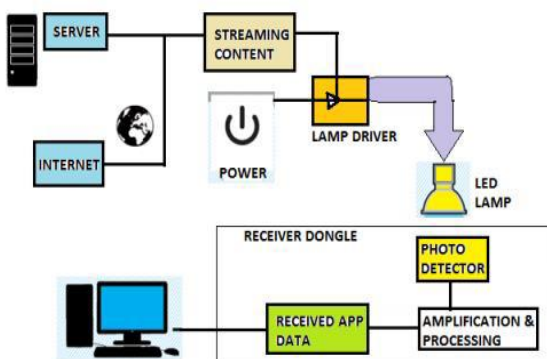 SERVER
STREAMING
CONTENT
LAMP DRIVER
INTERNET
POWER
LED
LAMP
RECEIVER DONGLE
PHOTO
DETECTOR
RECEIVED APP
DATA
AMPLIFICATION &
PROCESSING